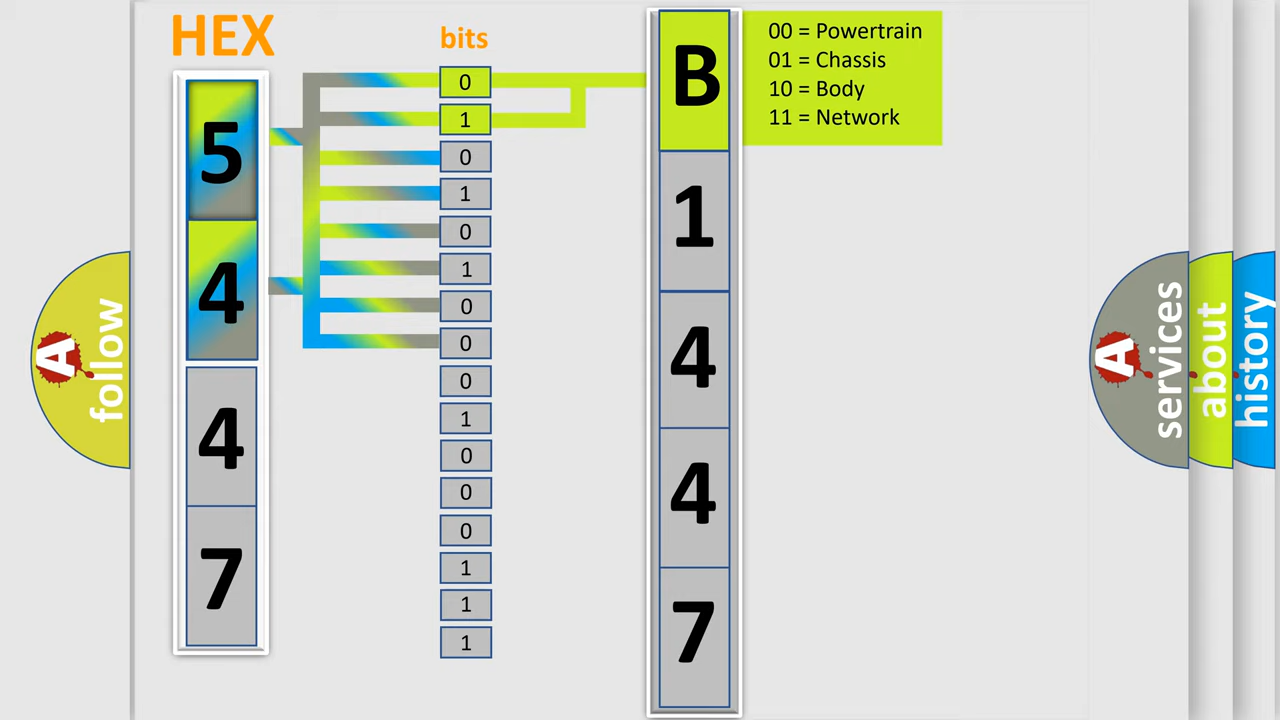 HEX
bits
5
4
4
7
0
1
0
1
0
1
0
0
0
1
0
0
0
1
1
1
B
1
4
4
7
00 = Powertrain
01 = Chassis
10 = Body
11 = Network
A
follow
A
services
about
history